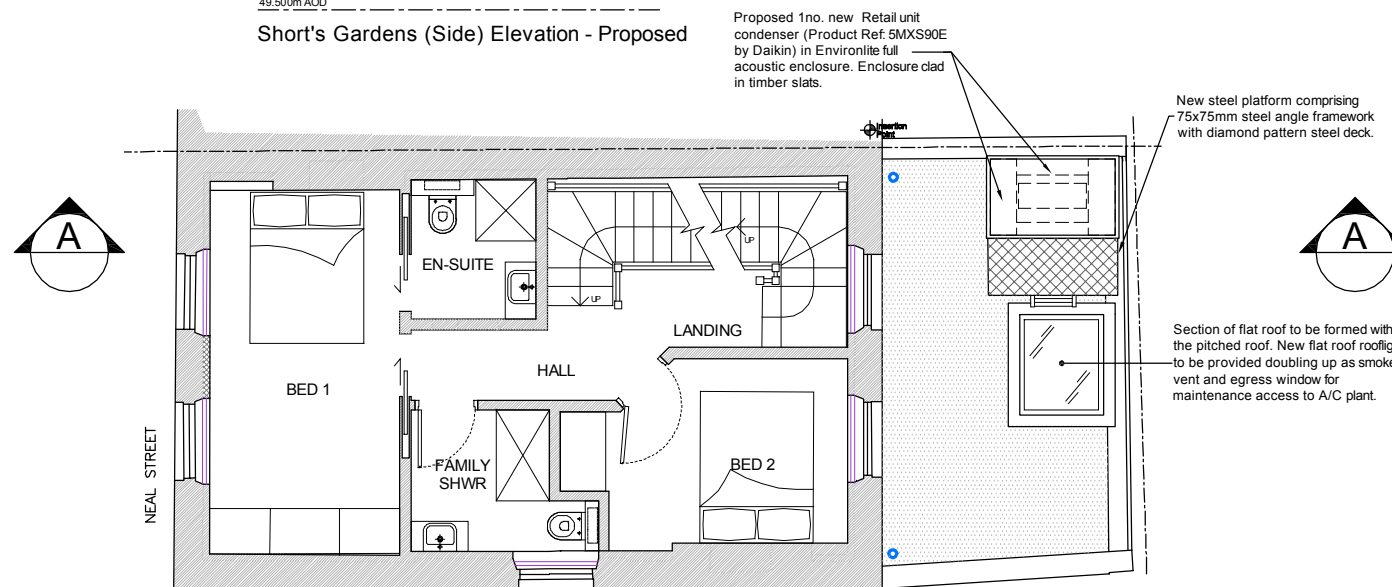 49.500m AOD
Short's Gardens (Side) Elevation - Proposed
Proposed 1no. new Retail unit
condenser (Product Ref: 5MXS90E
by Daikin) in Environlite full
acoustic enclosure. Enclosure clad
in timber slats.
Insertion
Point
New steel platform comprising
75x75mm steel angle framework
with diamond pattern steel deck.
A
A
EN-SUITE
UP
UP
LANDING
HALL
BED 1
Section of flat roof to be formed with
the pitched roof. New flat roof rooflig
to be provided doubling up as smoke
vent and egress window for
maintenance access to A/C plant.
NEAL STREET
FAMILY
SHWR
BED 2